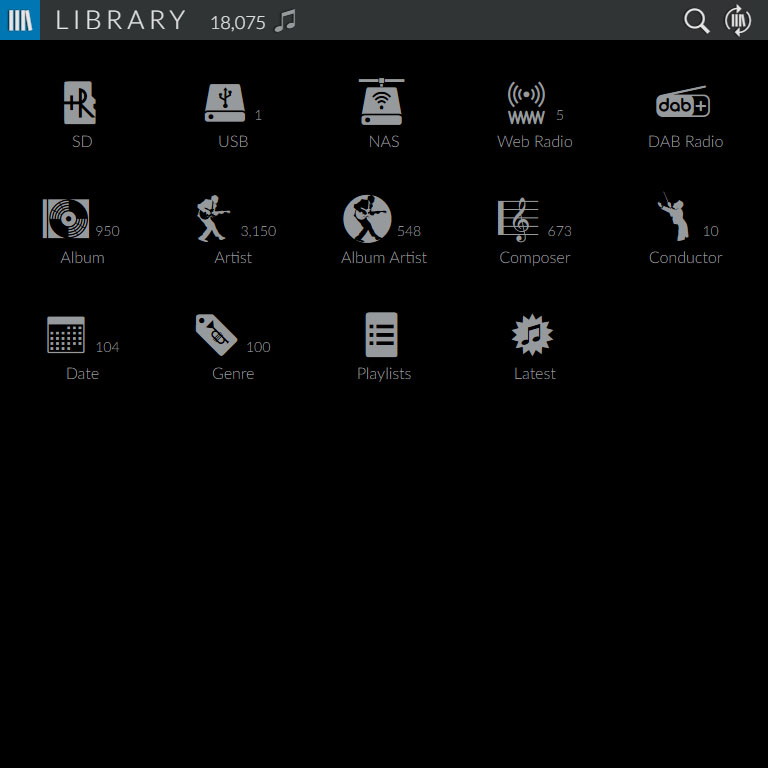 LIBRARY 18,075
+R
SD
1
USB
NAS
WWW 5
Web Radio
dab+
DAB Radio
950
Album
3,150
Artist
548
Album Artist
673
Composer
10
Conductor
104
Date
100
Genre
Playlists
Latest